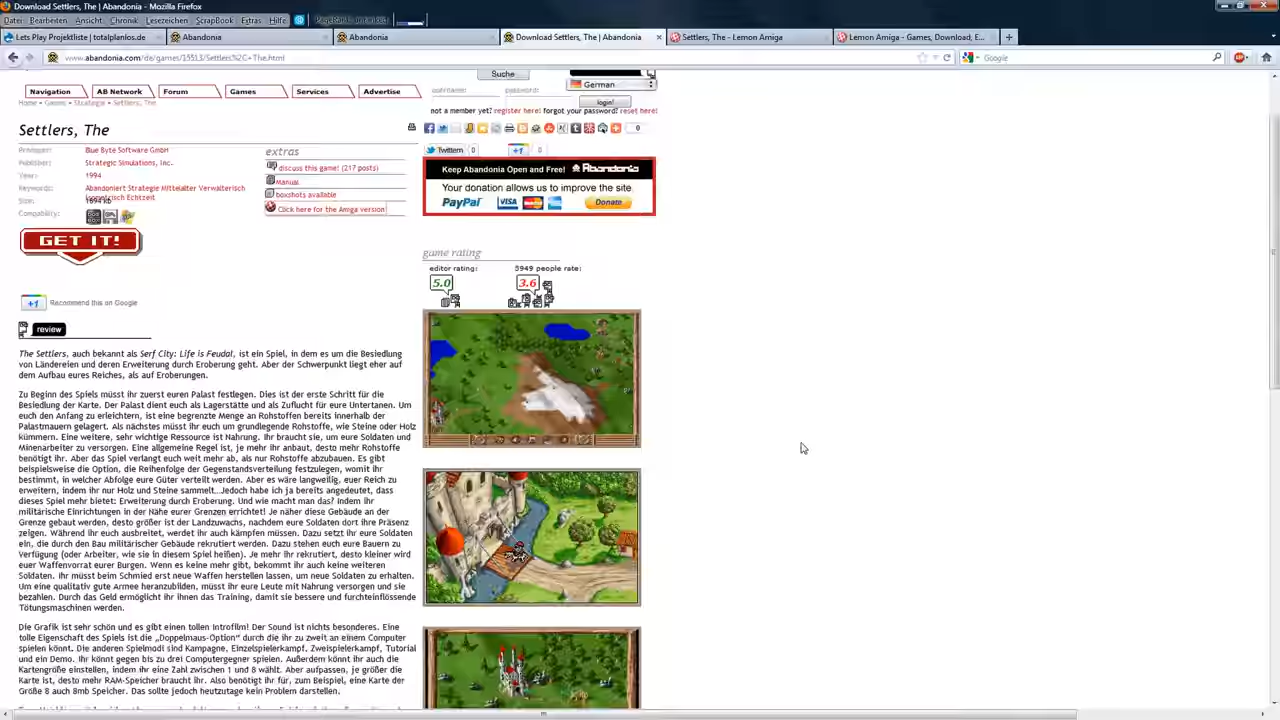 Download Settlers, The | Abandonia - Mozilla Firefox
Datei Bearbeiten Ansicht Chronik Lesezeichen ScrapBook Extras Hilfe
Lets Play Projektliste | totalplanlos.de × Abandonia × Abandonia × Download Settlers, The | Abandonia × Settlers, The - Lemon Amiga × Lemon Amiga - Games, Download, E... × +
www.abandonia.com/de/games/15513/Settlers%2C+The.html
Google
Suche
German
username: password:
login!
not a member yet? register here! forgot your password? reset here!
Navigation AB Network Forum Games Services Advertise
Home - Games - Strategie - Settlers, The
Settlers, The
Producer: Blue Byte Software GmbH
Publisher: Strategic Simulations, Inc.
Year: 1994
Keywords: Abandoniert Strategie Mittelalter Verwalterisch
Isometrisch Echtzeit
Size: 1894 kb
Compability:
extras
discuss this game! (217 posts)
Manual
boxshots available
Click here for the Amiga version!
GET IT!
+1 Recommend this on Google
0
Twittern 0 +1 0
Keep Abandonia Open and Free! Abandonia
Your donation allows us to improve the site.
PayPal VISA Donate
game rating
editor rating: 5949 people rate:
5.0 3.6
review
The Settlers, auch bekannt als Serf City: Life is Feudal, ist ein Spiel, in dem es um die Besiedlung
von Ländereien und deren Erweiterung durch Eroberung geht. Aber der Schwerpunkt liegt eher auf
dem Aufbau eures Reiches, als auf Eroberungen.
Zu Beginn des Spiels müsst ihr zuerst euren Palast festlegen. Dies ist der erste Schritt für die
Besiedlung der Karte. Der Palast dient euch als Lagerstätte und als Zuflucht für eure Untertanen. Um
euch den Anfang zu erleichtern, ist eine begrenzte Menge an Rohstoffen bereits innerhalb der
Palastmauern gelagert. Als nächstes müsst ihr euch um grundlegende Rohstoffe, wie Steine oder Holz
kümmern. Eine weitere, sehr wichtige Ressource ist Nahrung. Ihr braucht sie, um eure Soldaten und
Minenarbeiter zu versorgen. Eine allgemeine Regel ist, je mehr ihr anbaut, desto mehr Rohstoffe
benötigt ihr. Aber das Spiel verlangt euch weit mehr ab, als nur Rohstoffe abzubauen. Es gibt
beispielsweise die Option, die Reihenfolge der Gegenstandsverteilung festzulegen, womit ihr
bestimmt, in welcher Abfolge eure Güter verteilt werden. Aber es wäre langweilig, euer Reich zu
erweitern, indem ihr nur Holz und Steine sammelt...Jedoch habe ich ja bereits angedeutet, dass
dieses Spiel mehr bietet: Erweiterung durch Eroberung. Und wie macht man das? Indem ihr
militärische Einrichtungen in der Nähe eurer Grenzen errichtet! Je näher diese Gebäude an der
Grenze gebaut werden, desto größer ist der Landzuwachs, nachdem eure Soldaten dort ihre Präsenz
zeigen. Während ihr euch ausbreitet, werdet ihr auch kämpfen müssen. Dazu setzt ihr eure Soldaten
ein, die durch den Bau militärischer Gebäude rekrutiert werden. Dazu stehen euch eure Bauern zu
Verfügung (oder Arbeiter, wie sie in diesem Spiel heißen). Je mehr ihr rekrutiert, desto kleiner wird
euer Waffenvorrat eurer Burgen. Wenn es keine mehr gibt, bekommt ihr auch keine weiteren
Soldaten. Ihr müsst beim Schmied erst neue Waffen herstellen lassen, um neue Soldaten zu erhalten.
Um eine qualitativ gute Armee heranzubilden, müsst ihr eure Leute mit Nahrung versorgen und sie
bezahlen. Durch das Geld ermöglicht ihr ihnen das Training, damit sie bessere und furchteinflössende
Tötungsmaschinen werden.
Die Grafik ist sehr schön und es gibt einen tollen Introfilm! Der Sound ist nichts besonderes. Eine
tolle Eigenschaft des Spiels ist die „Doppelmaus-Option" durch die ihr zu zweit an einem Computer
spielen könnt. Die anderen Spielmodi sind Kampagne, Einzelspielerkampf, Zweispielerkampf, Tutorial
und ein Demo. Ihr könnt gegen bis zu drei Computergegner spielen. Außerdem könnt ihr auch die
Kartengröße einstellen, indem ihr eine Zahl zwischen 1 und 8 wählt. Aber aufpassen, je größer die
Karte ist, desto mehr RAM-Speicher braucht ihr. Also benötigt ihr für, zum Beispiel, eine Karte der
Größe 8 auch 8mb Speicher. Das sollte jedoch heutzutage kein Problem darstellen.